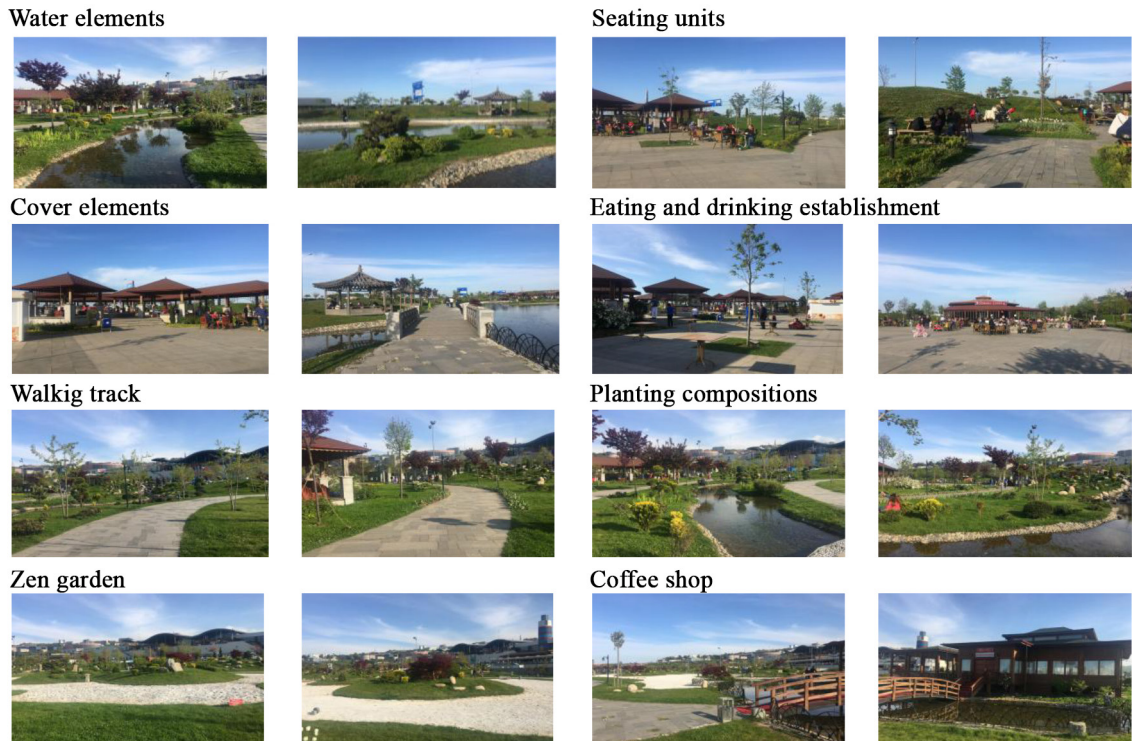 Water elements
Seating units
Cover elements
Eating and drinking establishment
Walkig track
Planting compositions
Zen garden
Coffee shop